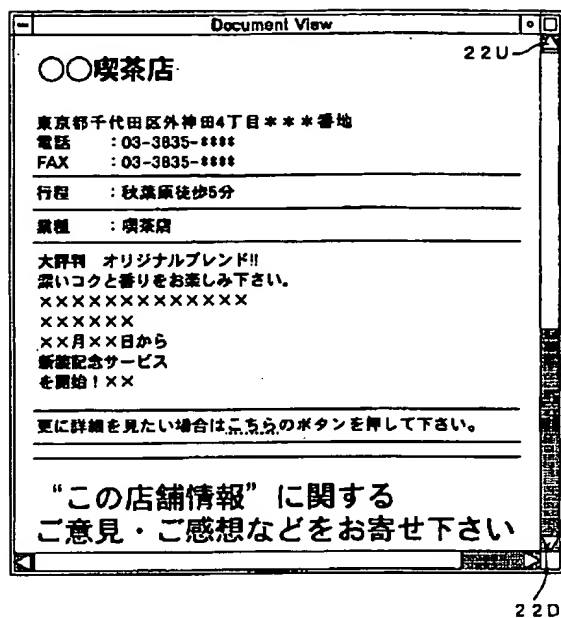 Document View
22U
○○喫茶店
東京都千代田区外神田4丁目＊＊＊番地
電話 ：03-3835-****
FAX ：03-3835-****
行程 ：秋葉原徒歩5分
業種 ：喫茶店
大評判 オリジナルブレンド!!
深いコクと香りをお楽しみ下さい。
×××××××××××××
××××××
××月××日から
新装記念サービス
を開始！××
更に詳細を見たい場合はこちらのボタンを押して下さい。
“この店舗情報”に関する
ご意見・ご感想などをお寄せ下さい
22D